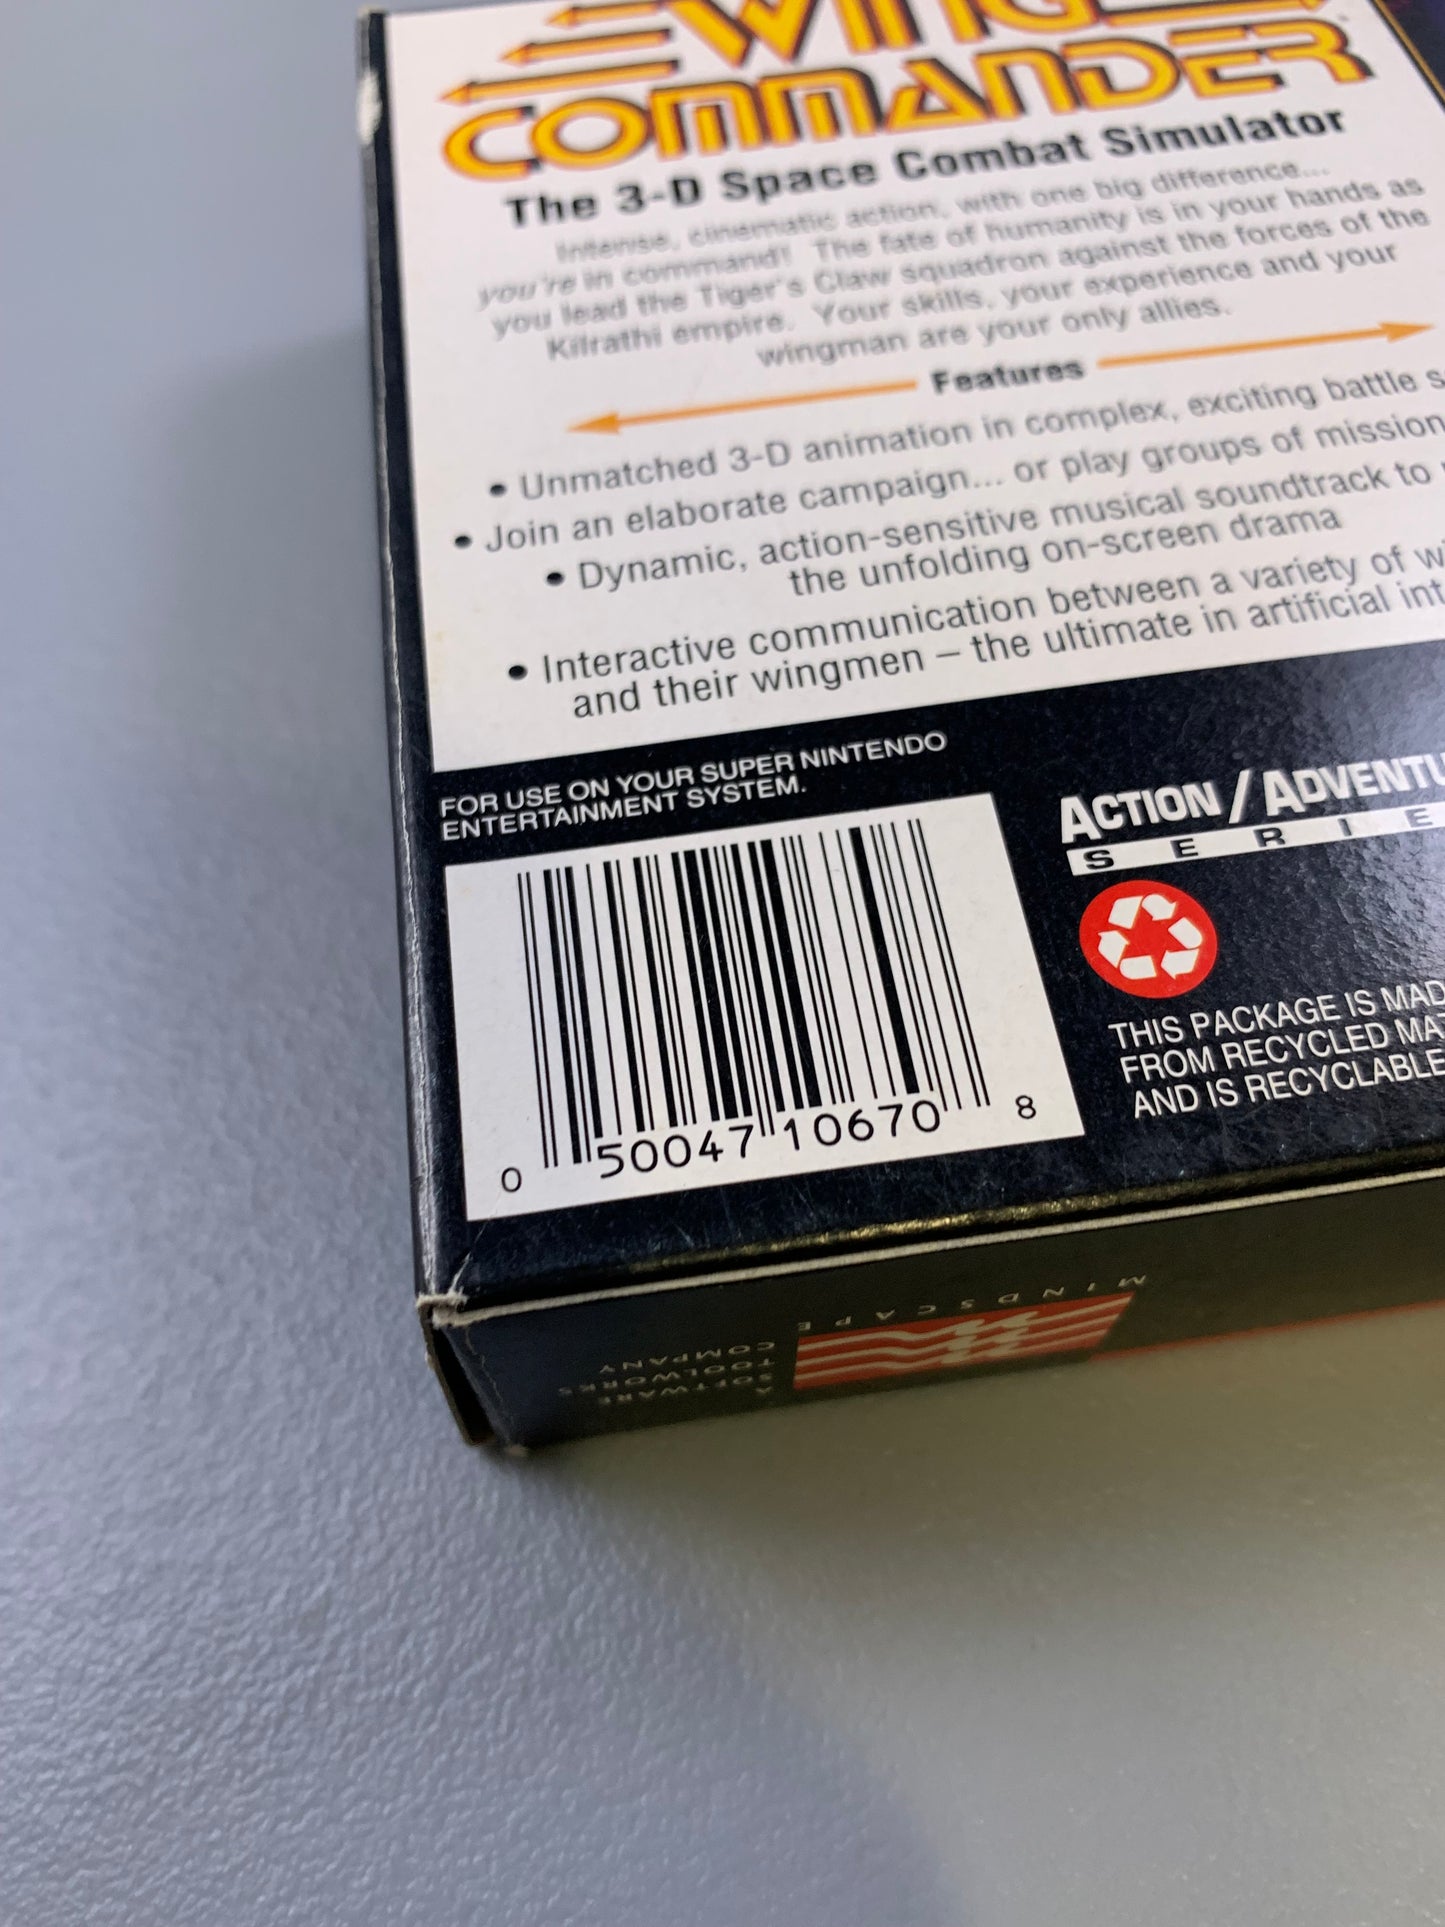 WING
COMMANDER
The 3-D Space Combat Simulator
Intense, cinematic action, with one big difference...
you're in command! The fate of humanity is in your hands as
you lead the Tiger's Claw squadron against the forces of the
Kilrathi empire. Your skills, your experience and your
wingman are your only allies.
Features
• Unmatched 3-D animation in complex, exciting battle
• Join an elaborate campaign... or play groups of mission
• Dynamic, action-sensitive musical soundtrack to
the unfolding on-screen drama
• Interactive communication between a variety of
and their wingmen – the ultimate in artificial
FOR USE ON YOUR SUPER NINTENDO
ENTERTAINMENT SYSTEM.
0 50047 10670 8
ACTION/ADVENTU
SERIE
THIS PACKAGE IS MAD
FROM RECYCLED MAT
AND IS RECYCLABLE
MINDSCAPE
A
SOFTWARE
TOOLWORKS
COMPANY